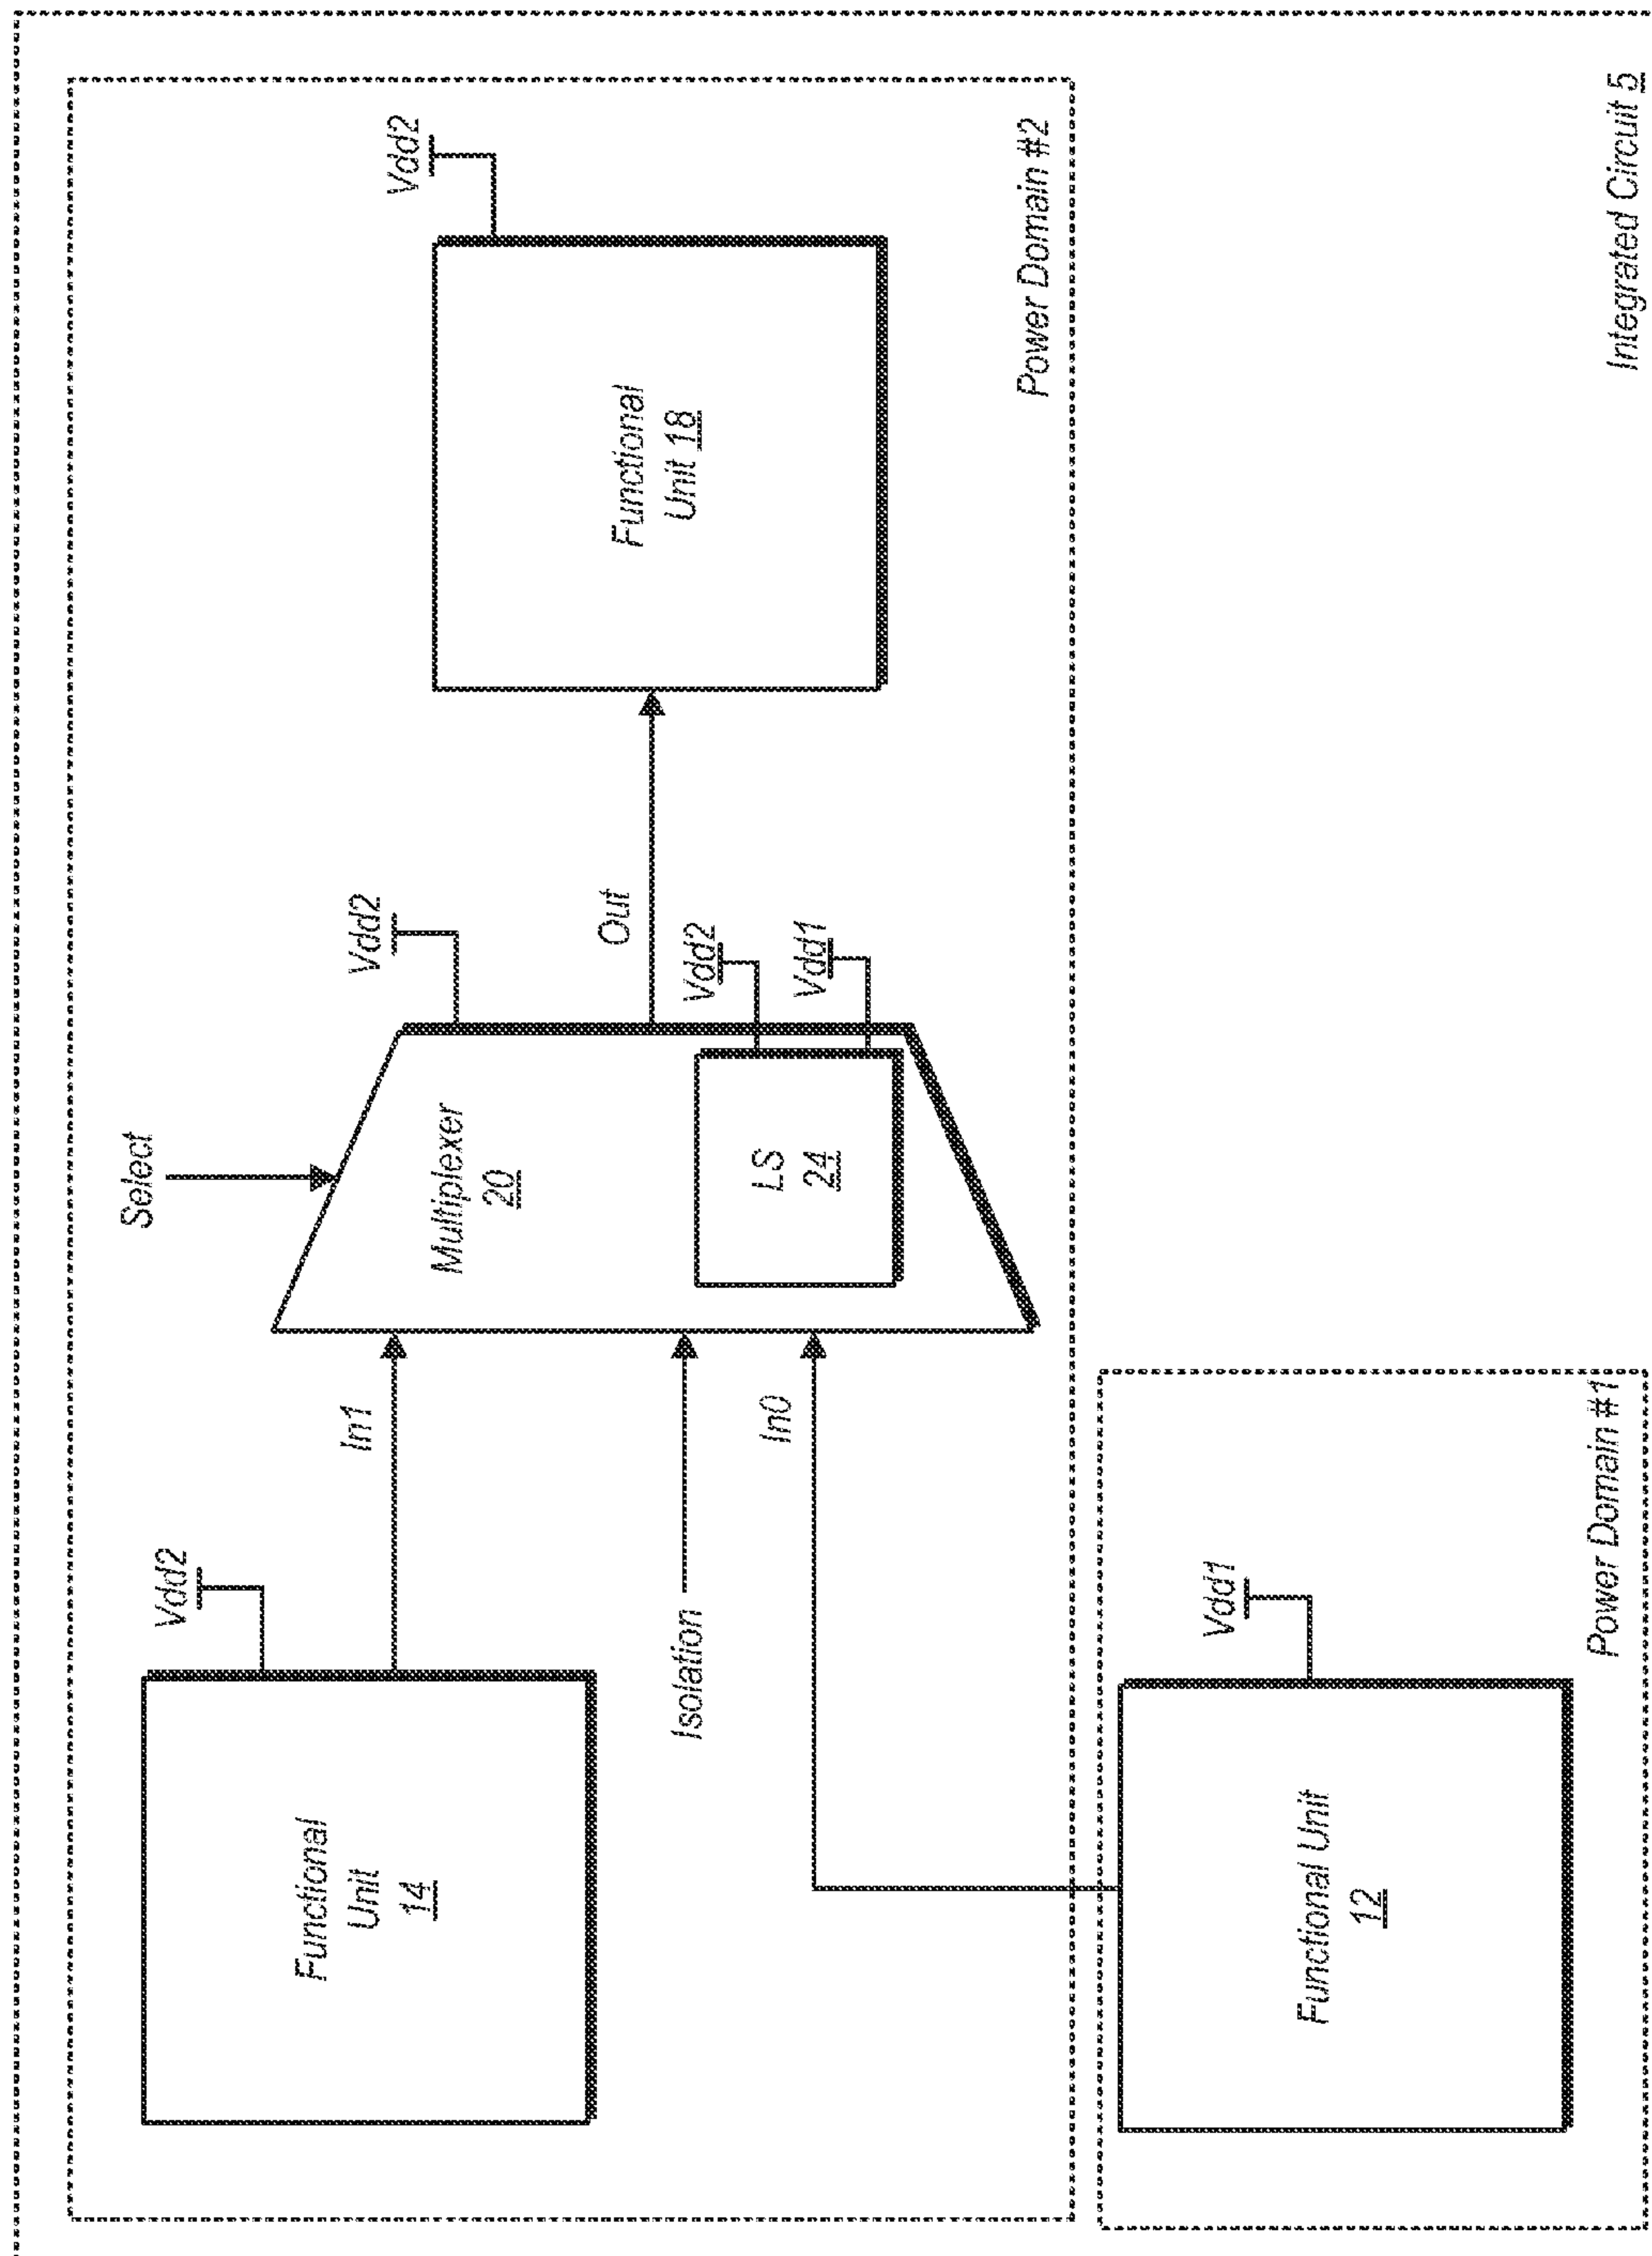 Select
Vdd2
Vdd2
Vdd2
Functional
Unit
14
In1
Multiplexer
20
Out
Functional
Unit 18
Isolation
In0
LS
24
Vdd2
Vdd1
Power Domain #2
Vdd1
Functional Unit
12
Power Domain #1
Integrated Circuit 5